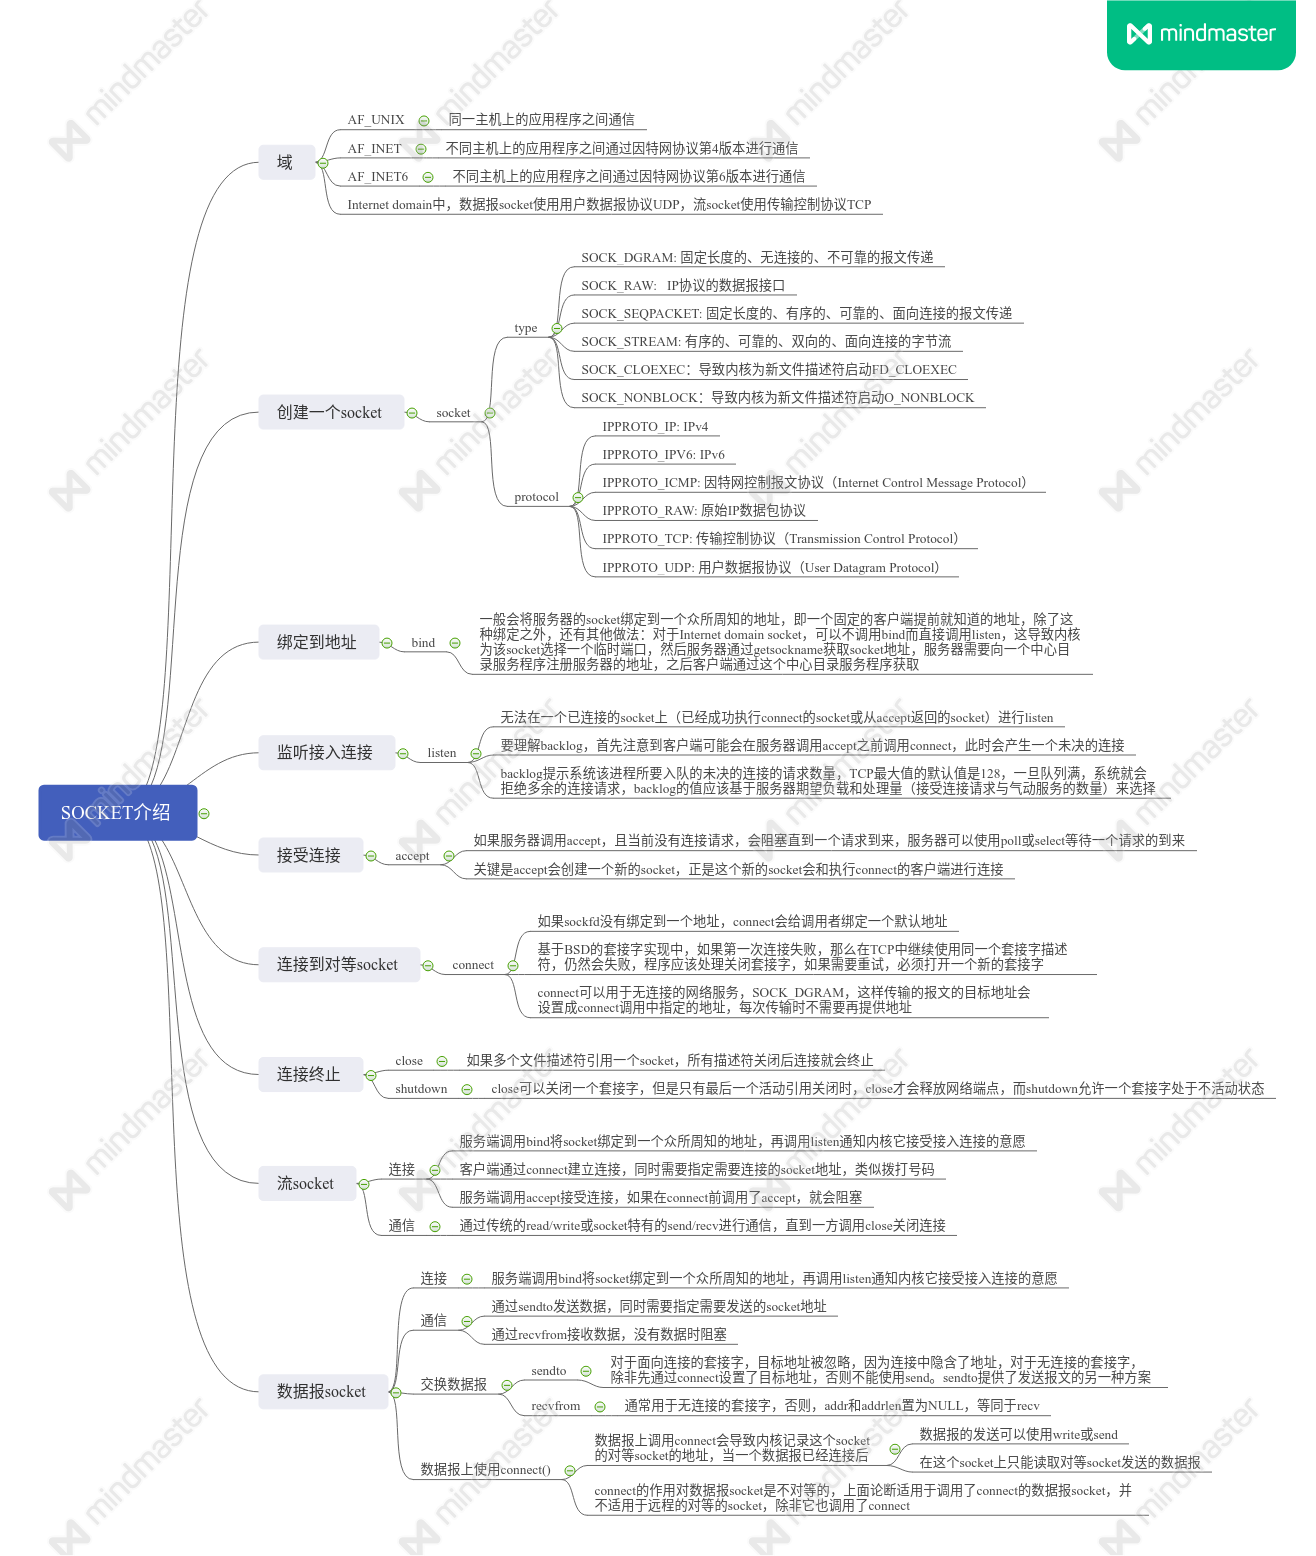 mindmaster
SOCKET介绍
域
AF_UNIX
同一主机上的应用程序之间通信
AF_INET
不同主机上的应用程序之间通过因特网协议第4版本进行通信
AF_INET6
不同主机上的应用程序之间通过因特网协议第6版本进行通信
Internet domain中，数据报socket使用用户数据报协议UDP，流socket使用传输控制协议TCP
创建一个socket
socket
type
SOCK_DGRAM: 固定长度的、无连接的、不可靠的报文传递
SOCK_RAW: IP协议的数据报接口
SOCK_SEQPACKET: 固定长度的、有序的、可靠的、面向连接的报文传递
SOCK_STREAM: 有序的、可靠的、双向的、面向连接的字节流
SOCK_CLOEXEC：导致内核为新文件描述符启动FD_CLOEXEC
SOCK_NONBLOCK：导致内核为新文件描述符启动O_NONBLOCK
protocol
IPPROTO_IP: IPv4
IPPROTO_IPV6: IPv6
IPPROTO_ICMP: 因特网控制报文协议（Internet Control Message Protocol）
IPPROTO_RAW: 原始IP数据包协议
IPPROTO_TCP: 传输控制协议（Transmission Control Protocol）
IPPROTO_UDP: 用户数据报协议（User Datagram Protocol）
绑定到地址
bind
一般会将服务器的socket绑定到一个众所周知的地址，即一个固定的客户端提前就知道的地址，除了这
种绑定之外，还有其他做法：对于Internet domain socket，可以不调用bind而直接调用listen，这导致内核
为该socket选择一个临时端口，然后服务器通过getsockname获取socket地址，服务器需要向一个中心目
录服务程序注册服务器的地址，之后客户端通过这个中心目录服务程序获取
监听接入连接
listen
无法在一个已连接的socket上（已经成功执行connect的socket或从accept返回的socket）进行listen
要理解backlog，首先注意到客户端可能会在服务器调用accept之前调用connect，此时会产生一个未决的连接
backlog提示系统该进程所要入队的未决的连接的请求数量，TCP最大值的默认值是128，一旦队列满，系统就会
拒绝多余的连接请求，backlog的值应该基于服务器期望负载和处理量（接受连接请求与气动服务的数量）来选择
接受连接
accept
如果服务器调用accept，且当前没有连接请求，会阻塞直到一个请求到来，服务器可以使用poll或select等待一个请求的到来
关键是accept会创建一个新的socket，正是这个新的socket会和执行connect的客户端进行连接
连接到对等socket
connect
如果sockfd没有绑定到一个地址，connect会给调用者绑定一个默认地址
基于BSD的套接字实现中，如果第一次连接失败，那么在TCP中继续使用同一个套接字描述
符，仍然会失败，程序应该处理关闭套接字，如果需要重试，必须打开一个新的套接字
connect可以用于无连接的网络服务，SOCK_DGRAM，这样传输的报文的目标地址会
设置成connect调用中指定的地址，每次传输时不需要再提供地址
连接终止
close
如果多个文件描述符引用一个socket，所有描述符关闭后连接就会终止
shutdown
close可以关闭一个套接字，但是只有最后一个活动引用关闭时，close才会释放网络端点，而shutdown允许一个套接字处于不活动状态
流socket
连接
服务端调用bind将socket绑定到一个众所周知的地址，再调用listen通知内核它接受接入连接的意愿
客户端通过connect建立连接，同时需要指定需要连接的socket地址，类似拨打号码
服务端调用accept接受连接，如果在connect前调用了accept，就会阻塞
通信
通过传统的read/write或socket特有的send/recv进行通信，直到一方调用close关闭连接
数据报socket
连接
服务端调用bind将socket绑定到一个众所周知的地址，再调用listen通知内核它接受接入连接的意愿
通信
通过sendto发送数据，同时需要指定需要发送的socket地址
通过recvfrom接收数据，没有数据时阻塞
交换数据报
sendto
对于面向连接的套接字，目标地址被忽略，因为连接中隐含了地址，对于无连接的套接字，
除非先通过connect设置了目标地址，否则不能使用send。sendto提供了发送报文的另一种方案
recvfrom
通常用于无连接的套接字，否则，addr和addrlen置为NULL，等同于recv
数据报上使用connect()
数据报上调用connect会导致内核记录这个socket
的对等socket的地址，当一个数据报已经连接后
数据报的发送可以使用write或send
在这个socket上只能读取对等socket发送的数据报
connect的作用对数据报socket是不对等的，上面论断适用于调用了connect的数据报socket，并
不适用于远程的对等的socket，除非它也调用了connect